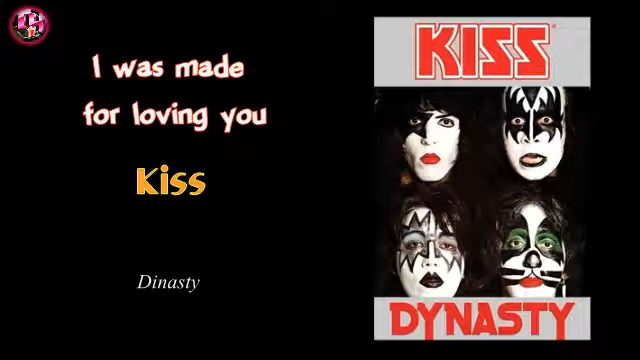 I was made
for loving you
Kiss
Dinasty
KISS
DYNASTY